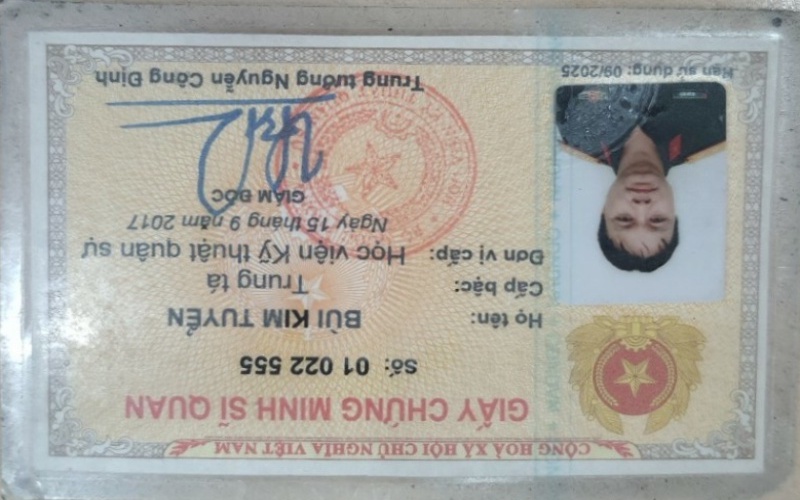 CỘNG HOÀ XÃ HỘI CHỦ NGHĨA VIỆT NAM
GIẤY CHỨNG MINH SĨ QUAN
Số: 01 022 555
Họ tên: BÙI KIM TUYỂN
Cấp bậc: Trung tá
Đơn vị cấp: Học viện Kỹ thuật quân sự
Ngày 15 tháng 9 năm 2017
GIÁM ĐỐC
Trung tướng Nguyễn Công Định
Hạn sử dụng: 09/2025